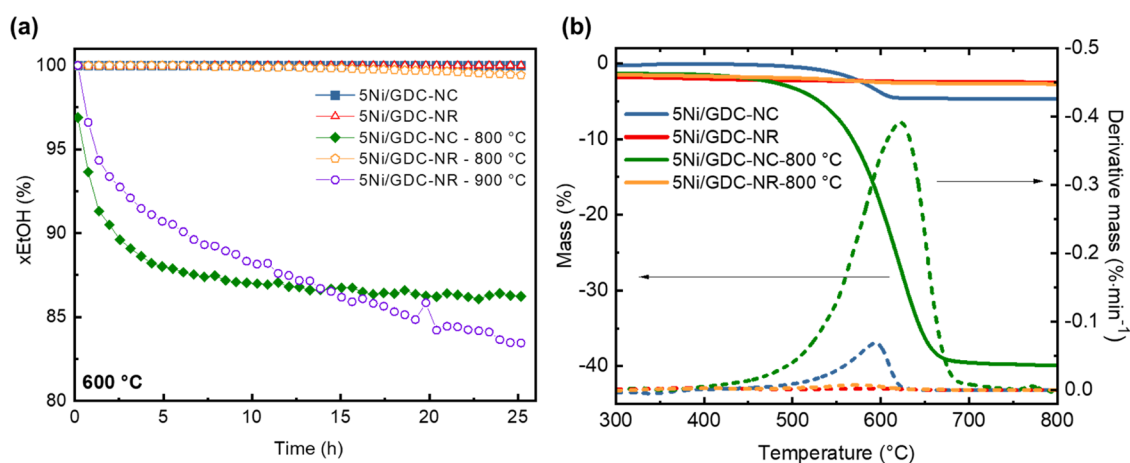 (a)
100
95
90
85
80
xEtOH (%)
5Ni/GDC-NC
5Ni/GDC-NR
5Ni/GDC-NC - 800 °C
5Ni/GDC-NR - 800 °C
5Ni/GDC-NR - 900 °C
600 °C
0 5 10 15 20 25
Time (h)
(b)
0
-10
-20
-30
-40
Mass (%)
5Ni/GDC-NC
5Ni/GDC-NR
5Ni/GDC-NC-800 °C
5Ni/GDC-NR-800 °C
-0.5
-0.4
-0.3
-0.2
-0.1
0.0
Derivative mass (%·min⁻¹)
300 400 500 600 700 800
Temperature (°C)